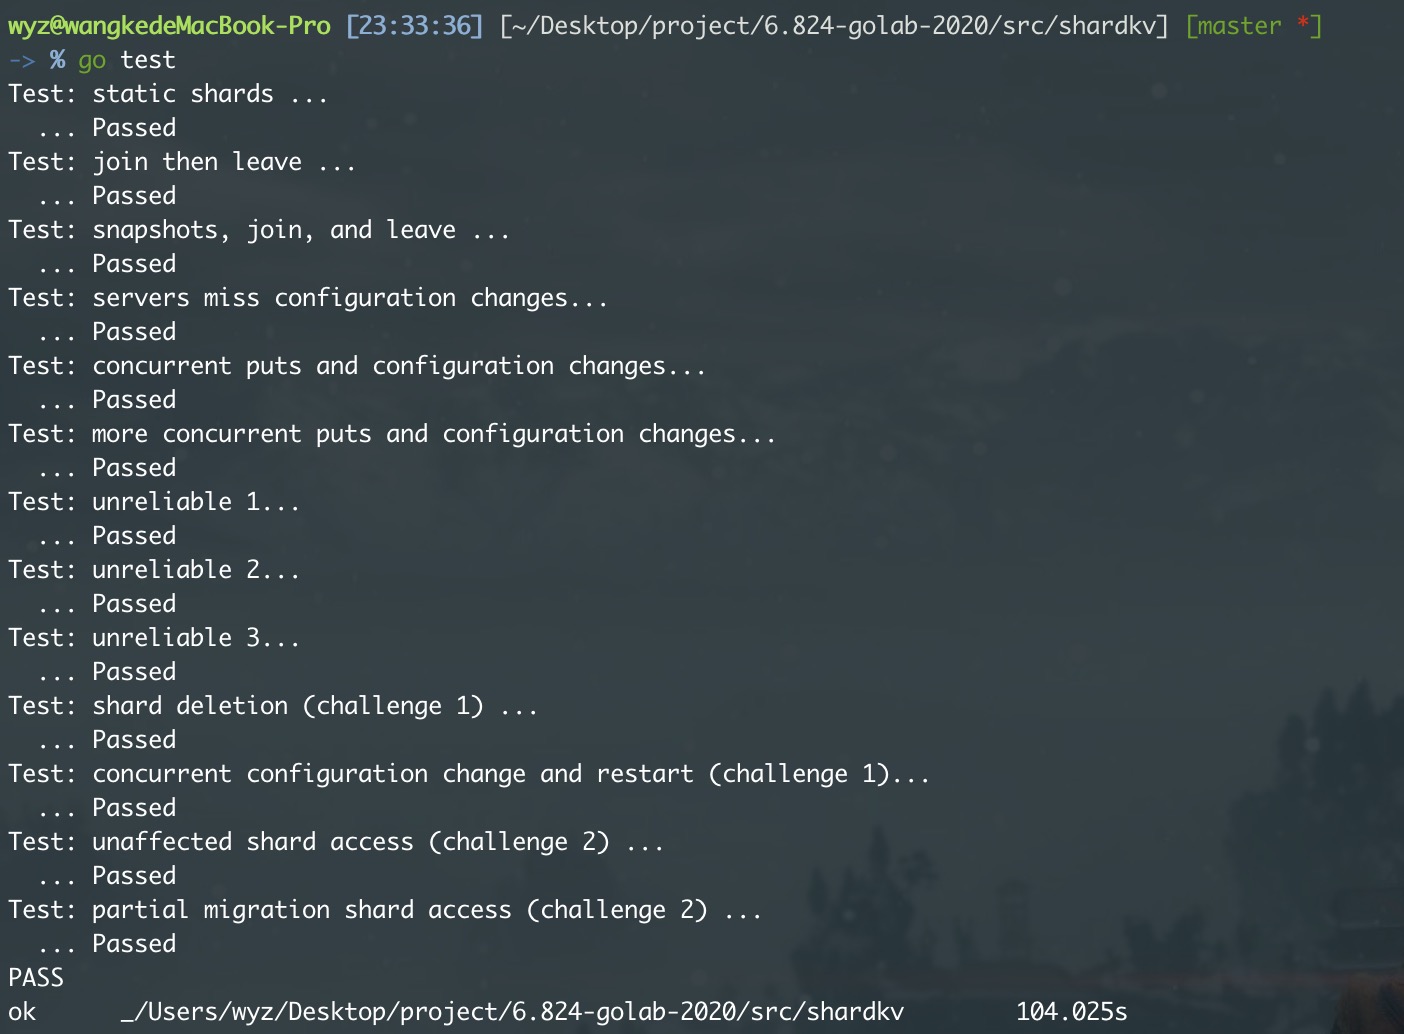 wyz@wangkedeMacBook-Pro [23:33:36] [~/Desktop/project/6.824-golab-2020/src/shardkv] [master *]
-> % go test
Test: static shards ...
  ... Passed
Test: join then leave ...
  ... Passed
Test: snapshots, join, and leave ...
  ... Passed
Test: servers miss configuration changes...
  ... Passed
Test: concurrent puts and configuration changes...
  ... Passed
Test: more concurrent puts and configuration changes...
  ... Passed
Test: unreliable 1...
  ... Passed
Test: unreliable 2...
  ... Passed
Test: unreliable 3...
  ... Passed
Test: shard deletion (challenge 1) ...
  ... Passed
Test: concurrent configuration change and restart (challenge 1)...
  ... Passed
Test: unaffected shard access (challenge 2) ...
  ... Passed
Test: partial migration shard access (challenge 2) ...
  ... Passed
PASS
ok      _/Users/wyz/Desktop/project/6.824-golab-2020/src/shardkv        104.025s